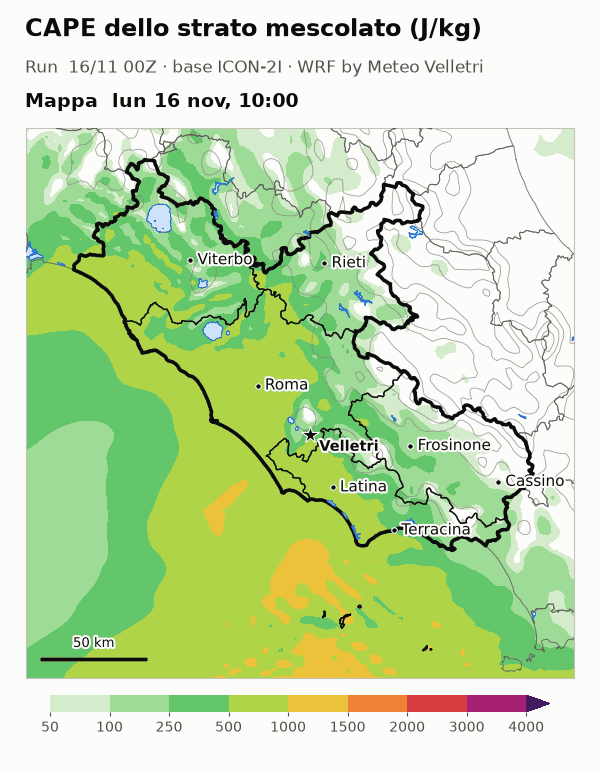 CAPE dello strato mescolato (J/kg)
Run  16/11 00Z · base ICON-2I · WRF by Meteo Velletri
Mappa  lun 16 nov, 10:00
Viterbo
Rieti
Roma
Velletri
Frosinone
Cassino
Latina
Terracina
50 km
50 100 250 500 1000 1500 2000 3000 4000